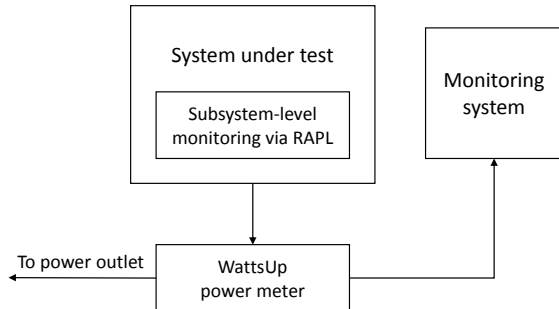 System under test
Subsystem-level
monitoring via RAPL
Monitoring
system
To power outlet
WattsUp
power meter